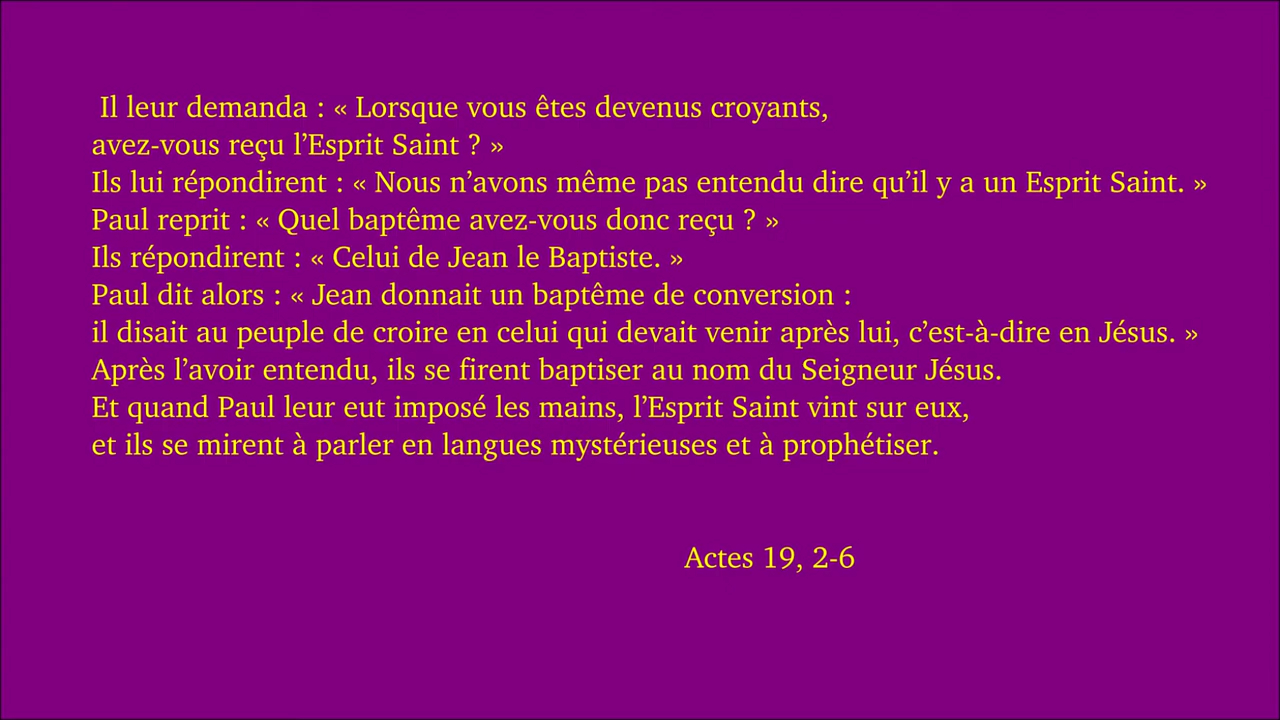 Il leur demanda : « Lorsque vous êtes devenus croyants,
avez-vous reçu l’Esprit Saint ? »
Ils lui répondirent : « Nous n’avons même pas entendu dire qu’il y a un Esprit Saint. »
Paul reprit : « Quel baptême avez-vous donc reçu ? »
Ils répondirent : « Celui de Jean le Baptiste. »
Paul dit alors : « Jean donnait un baptême de conversion :
il disait au peuple de croire en celui qui devait venir après lui, c’est-à-dire en Jésus. »
Après l’avoir entendu, ils se firent baptiser au nom du Seigneur Jésus.
Et quand Paul leur eut imposé les mains, l’Esprit Saint vint sur eux,
et ils se mirent à parler en langues mystérieuses et à prophétiser.
Actes 19, 2-6